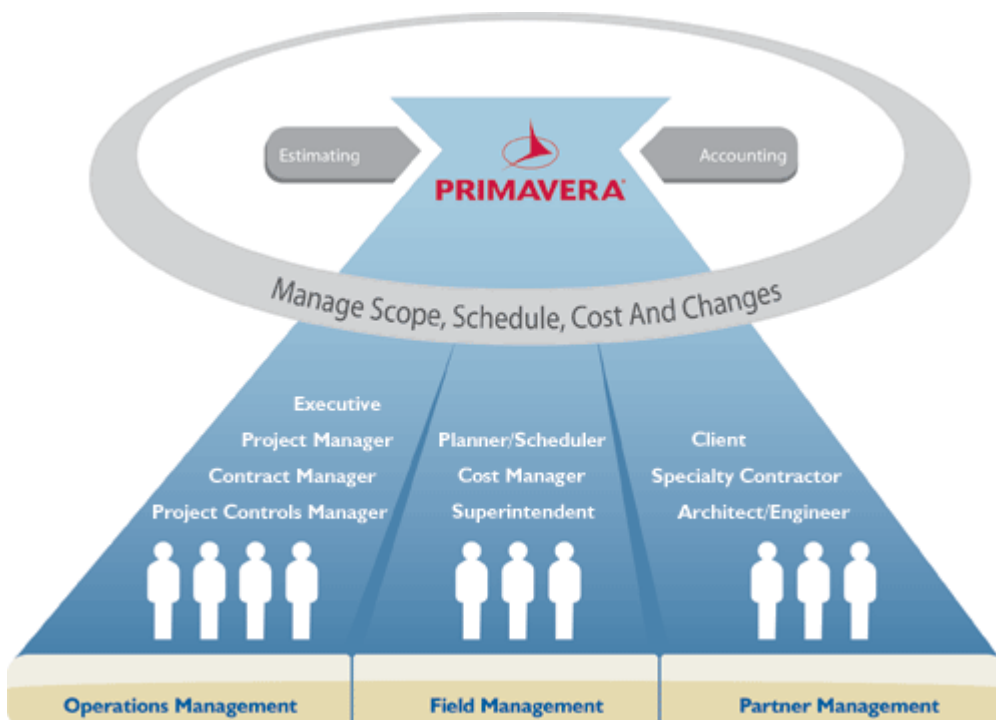 Estimating
Accounting
PRIMAVERA
Manage Scope, Schedule, Cost And Changes
Executive
Project Manager
Contract Manager
Project Controls Manager
Planner/Scheduler
Cost Manager
Superintendent
Client
Specialty Contractor
Architect/Engineer
Operations Management
Field Management
Partner Management